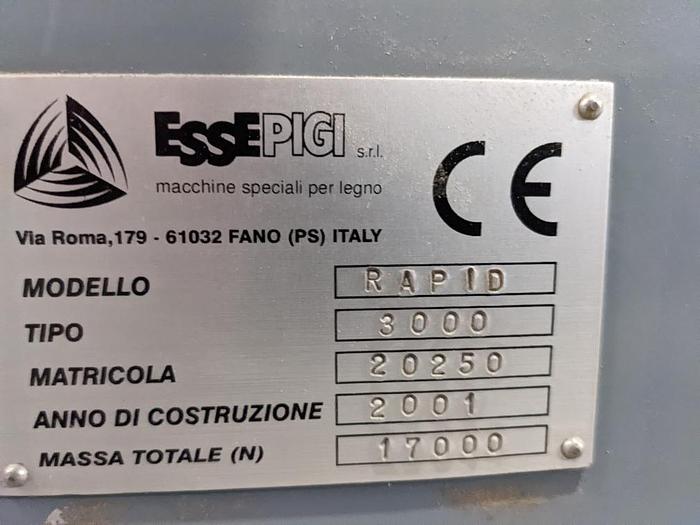 ESSEPIGI s.r.l.
macchine speciali per legno
CE
Via Roma,179 - 61032 FANO (PS) ITALY
MODELLO RAPID
TIPO 3000
MATRICOLA 20250
ANNO DI COSTRUZIONE 2001
MASSA TOTALE (N) 17000